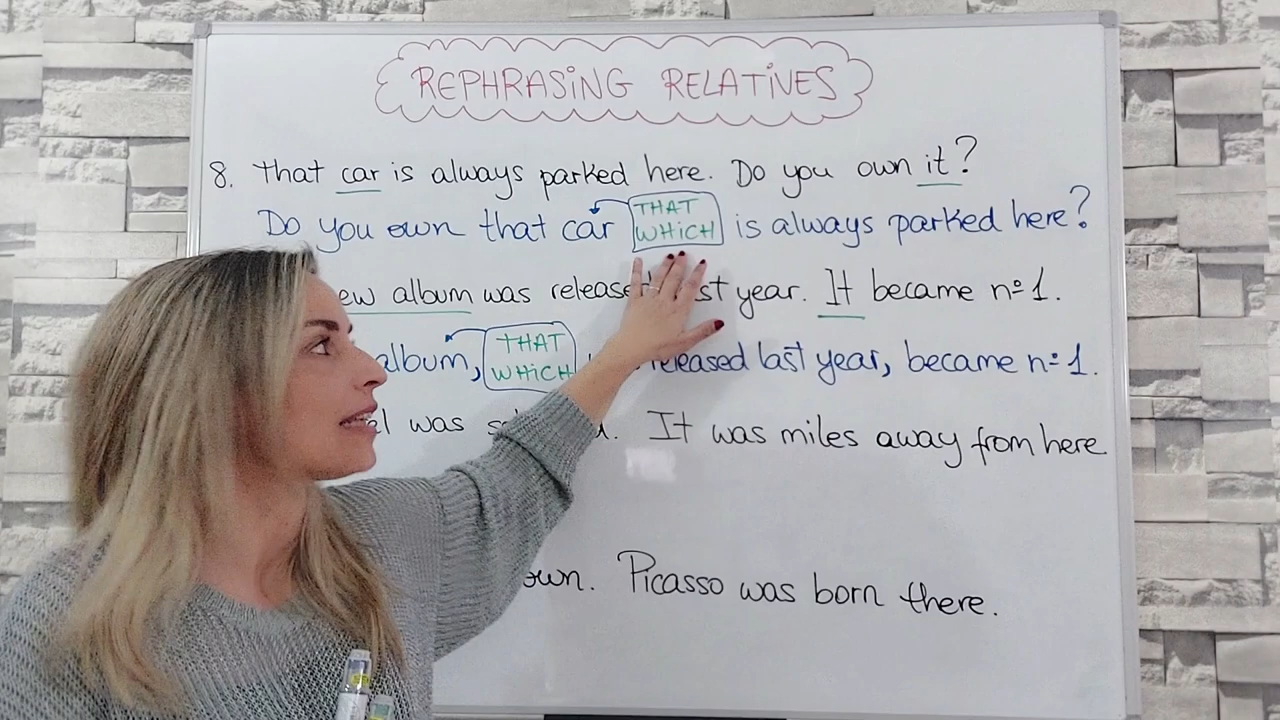 REPHRASING RELATIVES
8. That car is always parked here. Do you own it?
Do you own that car THAT WHICH is always parked here?
album was released last year. It became nº 1.
album, THAT WHICH released last year, became nº 1.
was It was miles away from here
Picasso was born there.